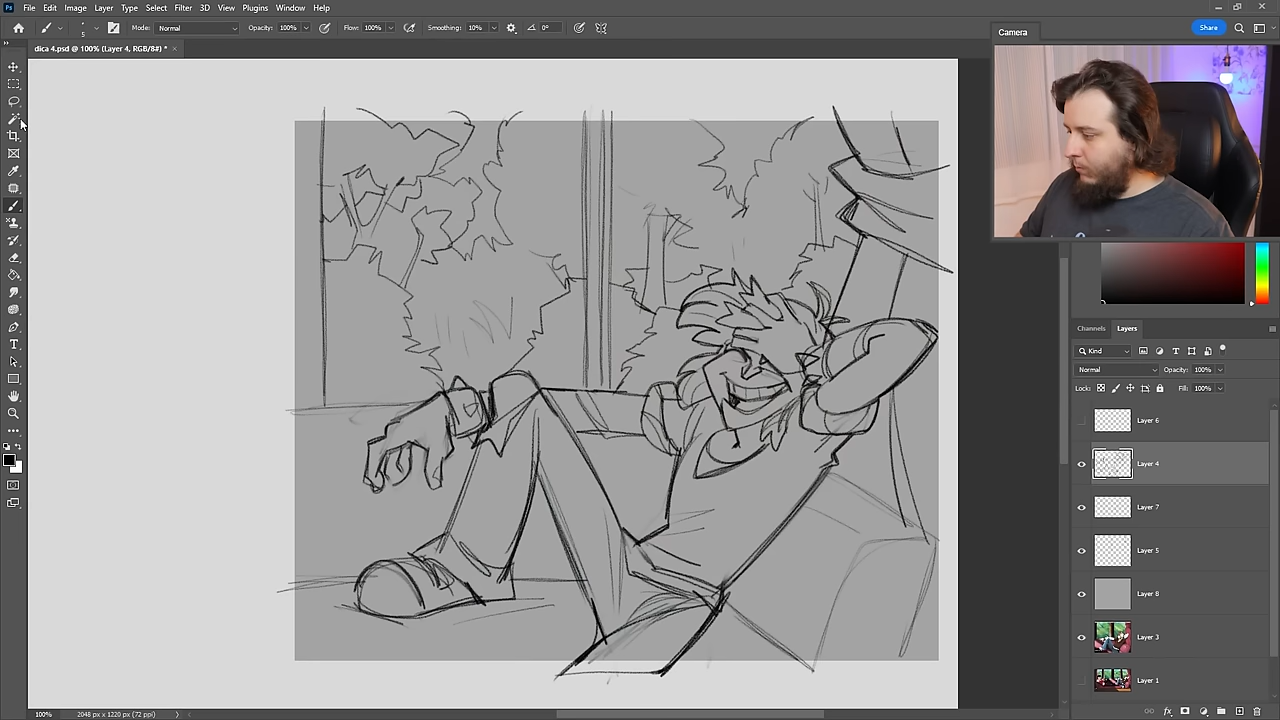 Ps File Edit Image Layer Type Select Filter 3D View Plugins Window Help
5 Mode: Normal Opacity: 100% Flow: 100% Smoothing: 10% 0° Share
dica 4.psd @ 100% (Layer 4, RGB/8#) * ×
Camera
Channels Layers
Kind
Normal Opacity: 100%
Lock: Fill: 100%
Layer 6
Layer 4
Layer 7
Layer 5
Layer 8
Layer 3
Layer 1
100% 2048 px x 1220 px (72 ppi)
fx